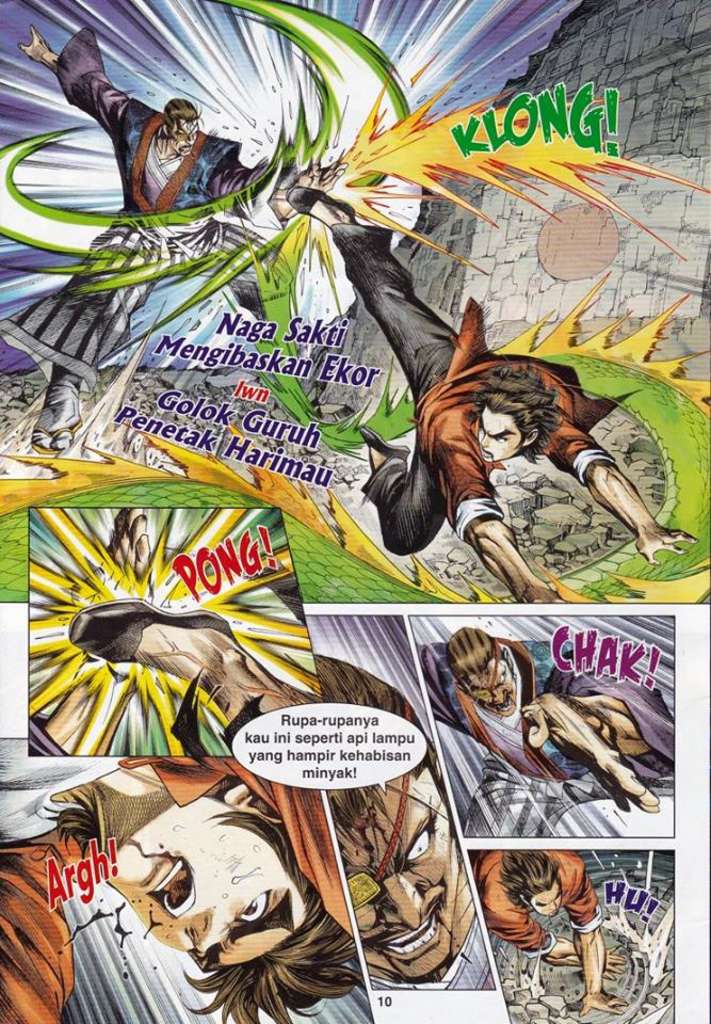 KLONG!
Naga Sakti
Mengibaskan Ekor
lwn
Golok Guruh
Penetak Harimau
PONG!
Rupa-rupanya
kau ini seperti api lampu
yang hampir kehabisan
minyak!
CHAK!
Argh!
HU!
10